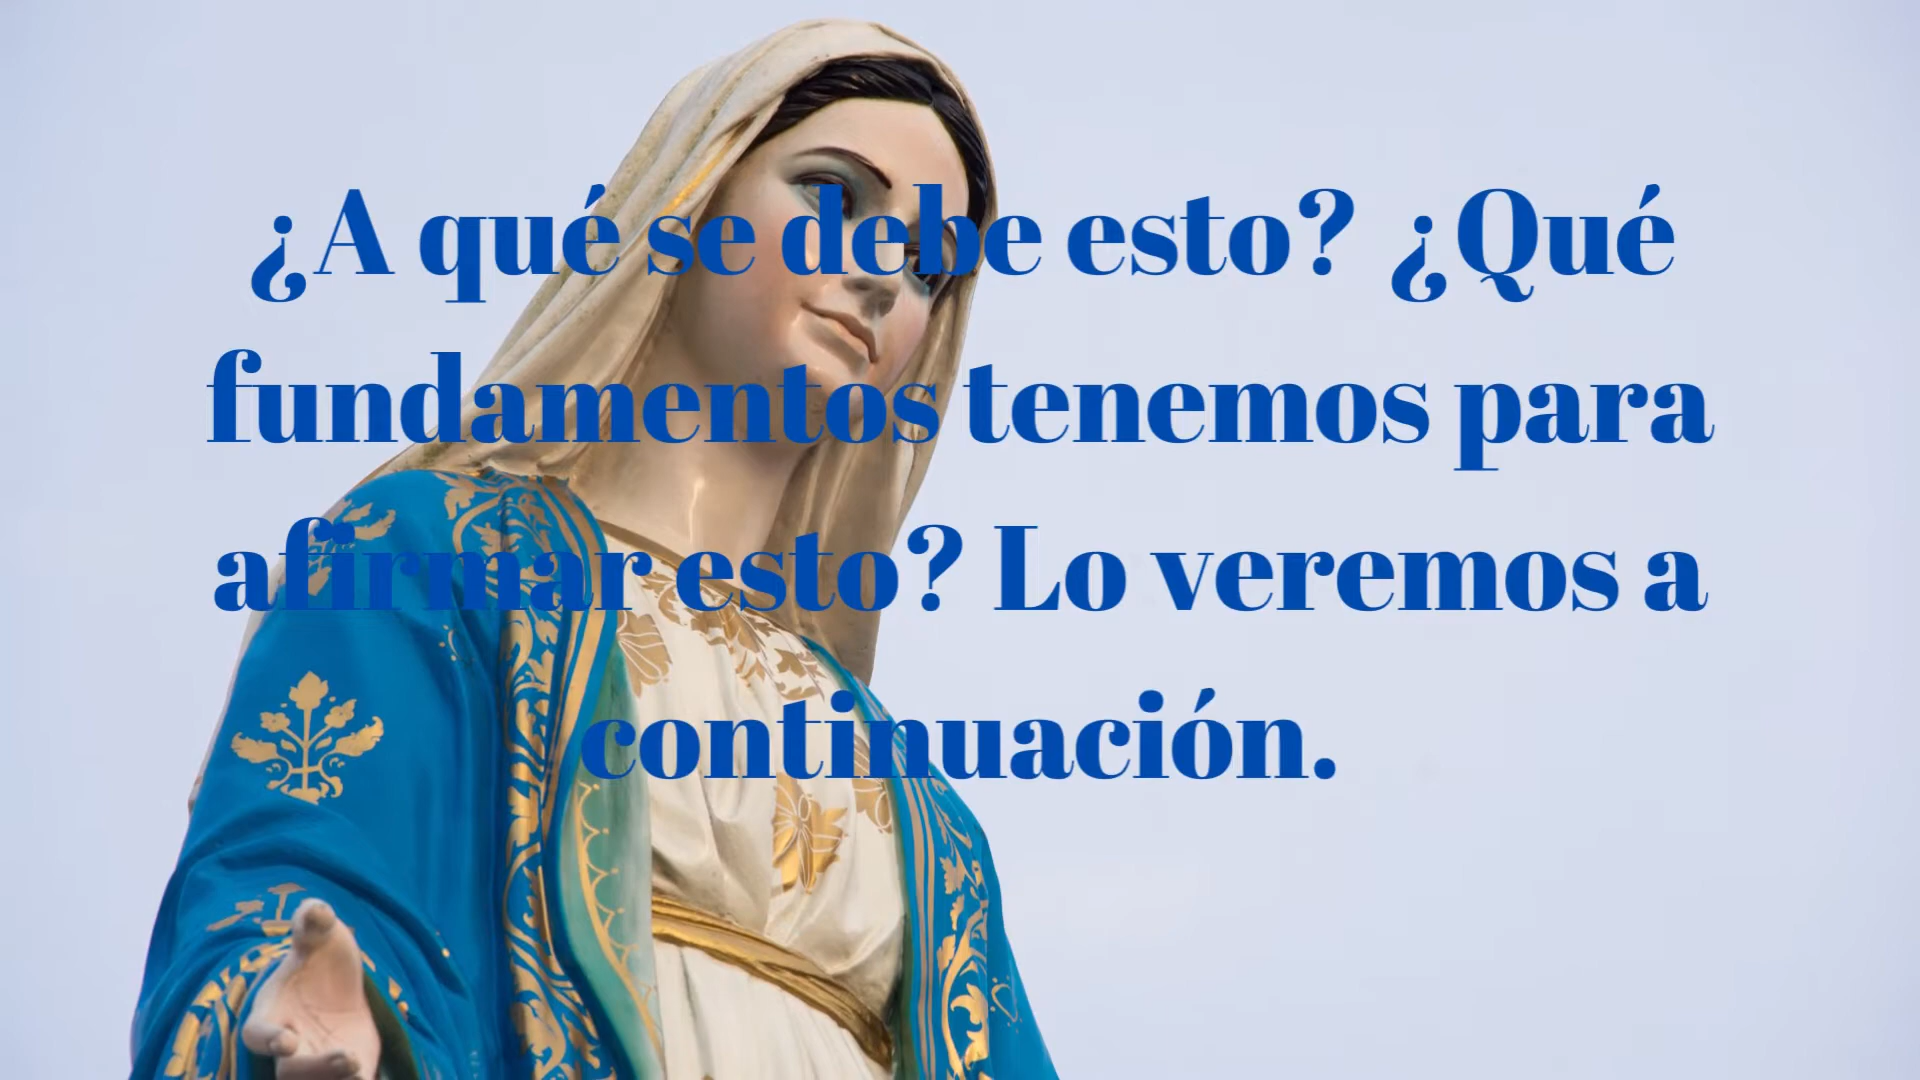 ¿A qué se debe esto? ¿Qué
fundamentos tenemos para
afirmar esto? Lo veremos a
continuación.